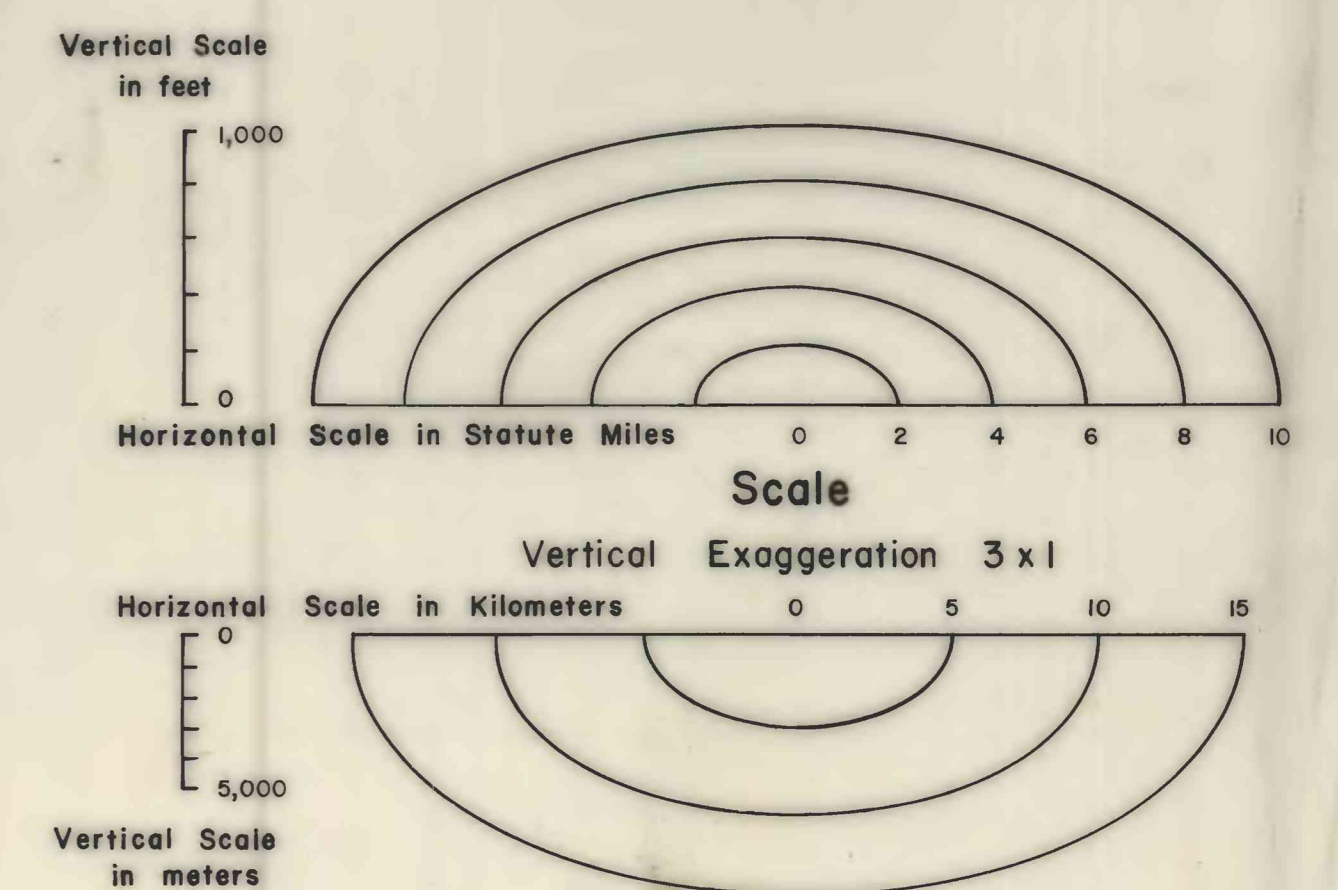 Vertical Scale
in feet
1,000
0
Horizontal Scale in Statute Miles 0 2 4 6 8 10
Scale
Vertical Exaggeration 3 x 1
Horizontal Scale in Kilometers 0 5 10 15
0
5,000
Vertical Scale
in meters